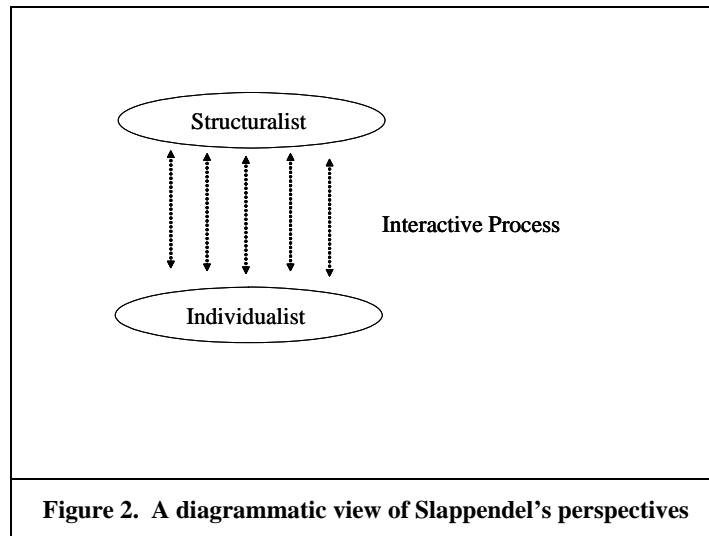 Structuralist
Interactive Process
Individualist
Figure 2. A diagrammatic view of Slappendel's perspectives